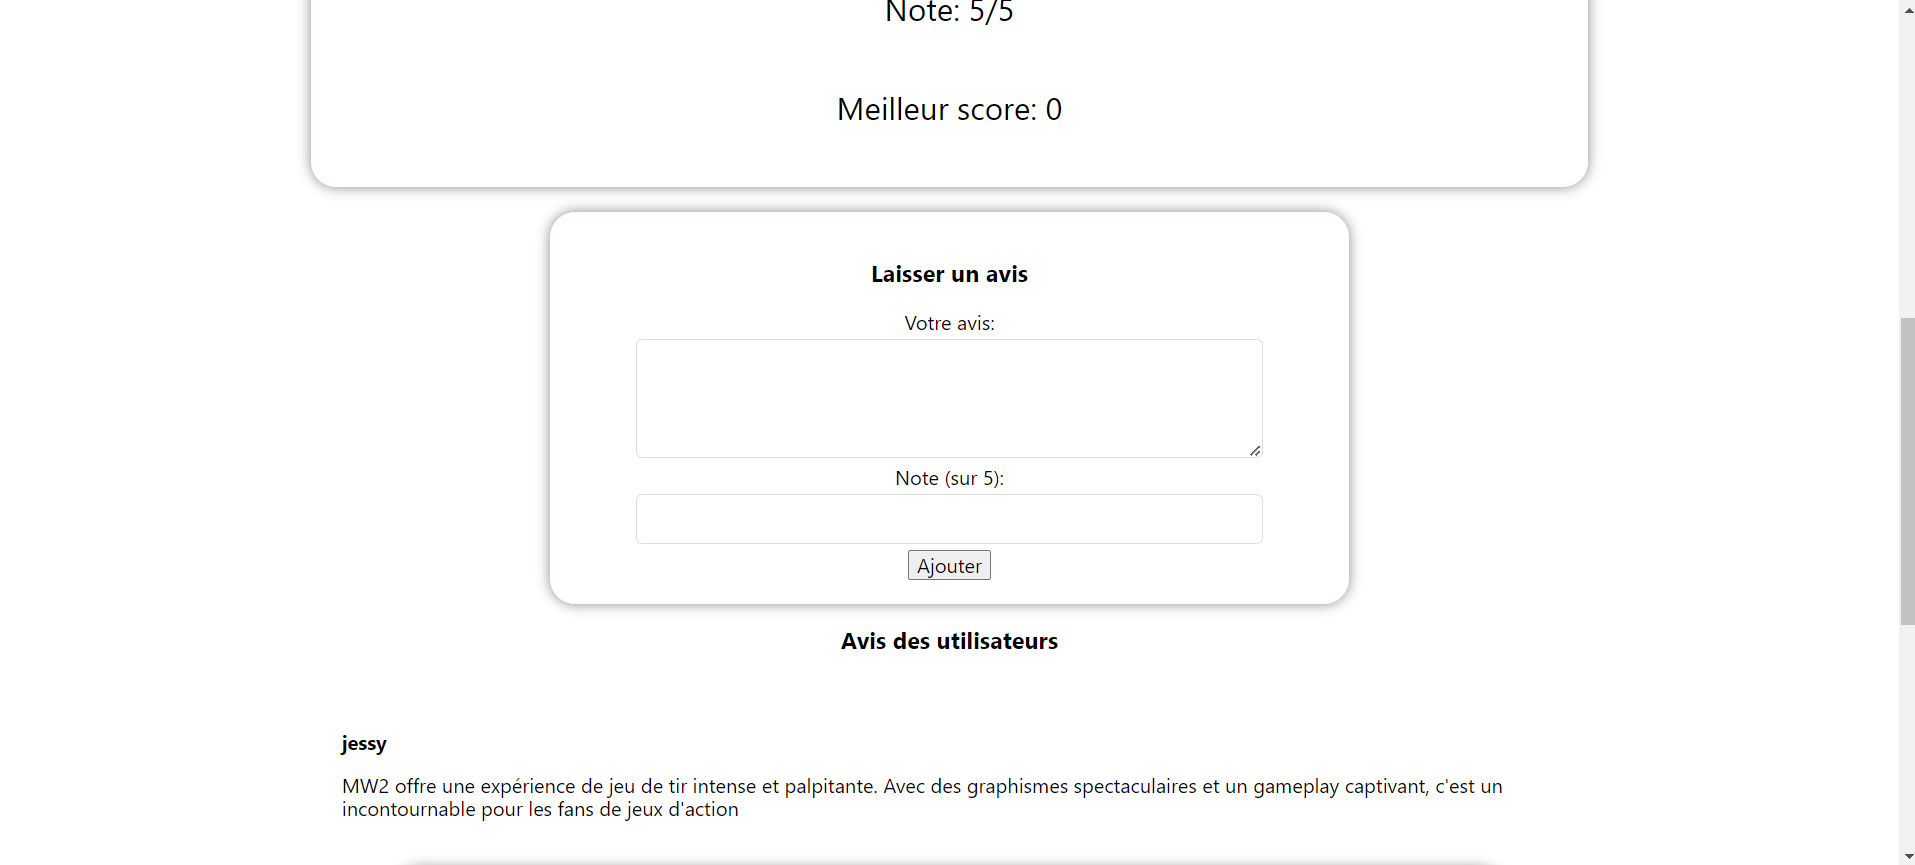 Note: 5/5
Meilleur score: 0
Laisser un avis
Votre avis:
Note (sur 5):
Ajouter
Avis des utilisateurs
jessy
MW2 offre une expérience de jeu de tir intense et palpitante. Avec des graphismes spectaculaires et un gameplay captivant, c'est un
incontournable pour les fans de jeux d'action